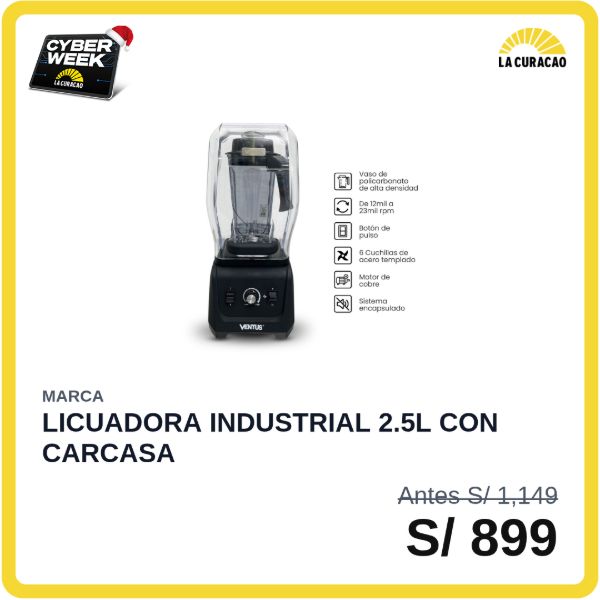 CYBER
WEEK
LA CURACAO
LA CURACAO
Vaso de
policarbonato
de alta densidad
De 12mil a
23mil rpm
Botón de
pulso
6 Cuchillas de
acero templado
Motor de
cobre
Sistema
encapsulado
VENTUS
MARCA
LICUADORA INDUSTRIAL 2.5L CON
CARCASA
Antes S/ 1,149
S/ 899